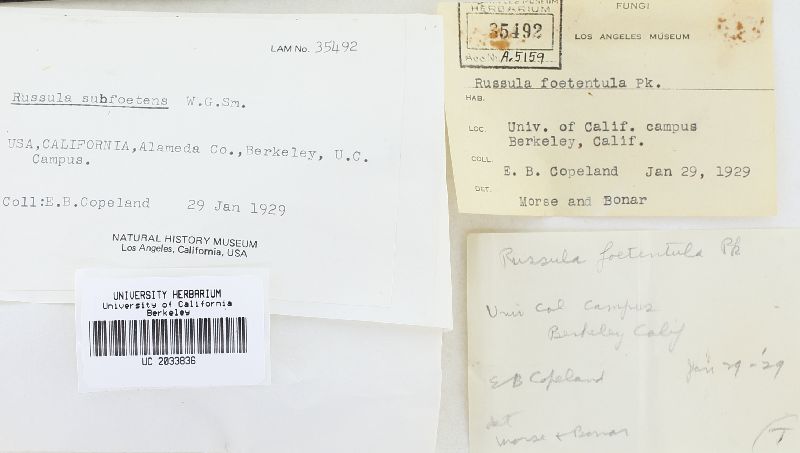 LAM No. 35492
Russula subfoetens W.G.Sm.
USA,CALIFORNIA,Alameda Co.,Berkeley, U.C.
Campus.
Coll:E.B.Copeland 29 Jan 1929
NATURAL HISTORY MUSEUM
Los Angeles, California, USA
UNIVERSITY HERBARIUM
University of California
Berkeley
UC 2033836
HERBARIUM
35492
Acc. No. A.5159
FUNGI
LOS ANGELES MUSEUM
Russula foetentula Pk.
HAB.
LOC. Univ. of Calif. campus
Berkeley, Calif.
COLL.
E. B. Copeland Jan 29, 1929
DET.
Morse and Bonar
Russula foetentula Pk
Univ Cal Campus
Berkeley Calif
E B Copeland Jan 29-'29
det
Morse + Bonar